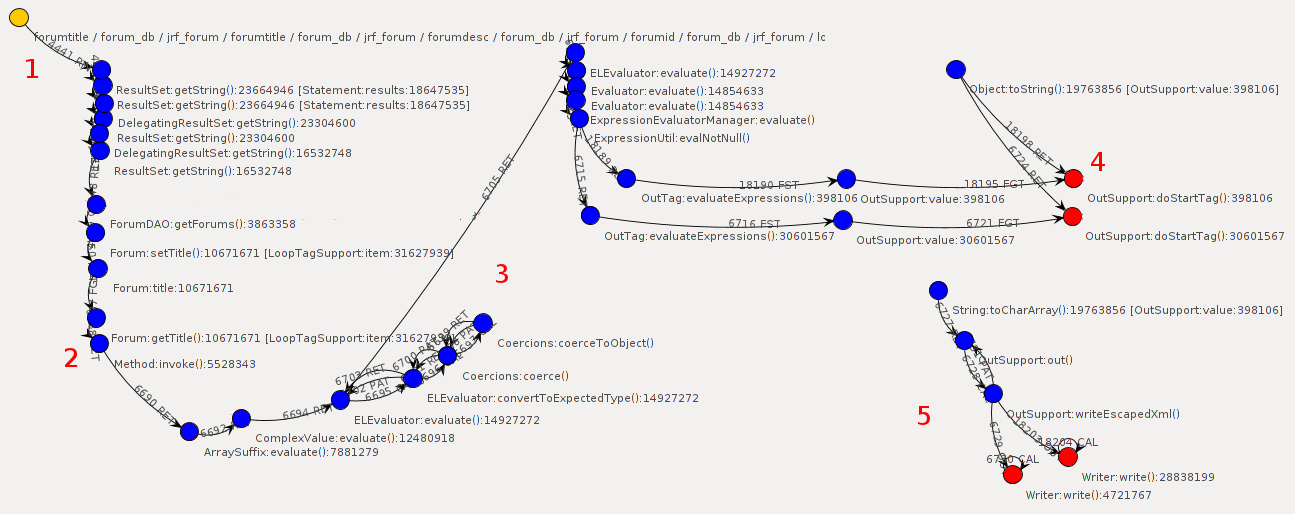 forumtitle / forum_db / jrf_forum / forumtitle / forum_db / jrf_forum / forumdesc / forum_db / jrf_forum / forumid / forum_db / jrf_forum / lc
1
ResultSet:getString():23664946 [Statement:results:18647535]
ResultSet:getString():23664946 [Statement:results:18647535]
DelegatingResultSet:getString():23304600
ResultSet:getString():23304600
DelegatingResultSet:getString():16532748
ResultSet:getString():16532748
ForumDAO:getForums():3863358
Forum:setTitle():10671671 [LoopTagSupport:item:31627939]
Forum:title:10671671
Forum:getTitle():10671671 [LoopTagSupport:item:31627939]
2
Method:invoke():5528343
6690 RET
ArraySuffix:evaluate():7881279
6692
ComplexValue:evaluate():12480918
6694 RET
ELEvaluator:evaluate():14927272
6703 RET
ELEvaluator:convertToExpectedType():14927272
Coercions:coerce()
Coercions:coerceToObject()
3
6705 RET
ELEvaluator:evaluate():14927272
Evaluator:evaluate():14854633
Evaluator:evaluate():14854633
ExpressionEvaluatorManager:evaluate()
ExpressionUtil:evalNotNull()
18190 FST
OutTag:evaluateExpressions():398106
OutSupport:value:398106
18195 FGT
6716 FST
OutTag:evaluateExpressions():30601567
OutSupport:value:30601567
6721 FGT
Object:toString():19763856 [OutSupport:value:398106]
18198 RET
6724 RET
4
OutSupport:doStartTag():398106
OutSupport:doStartTag():30601567
String:toCharArray():19763856 [OutSupport:value:398106]
OutSupport:out()
OutSupport:writeEscapedXml()
5
18204 CAL
Writer:write():28838199
Writer:write():4721767